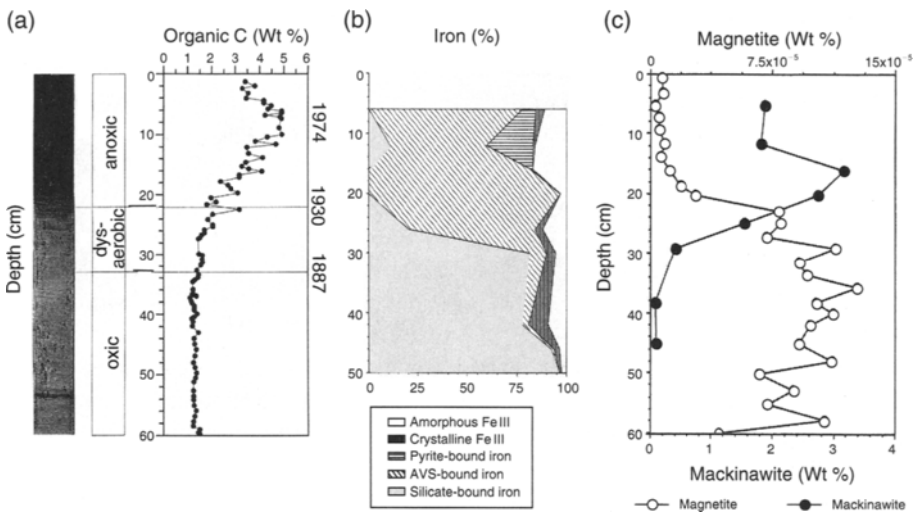 (a)
Organic C (Wt %)
0 1 2 3 4 5 6
Depth (cm)
anoxic
dys-
aerobic
oxic
0
10
20
30
40
50
60
1974
1930
1887
(b)
Iron (%)
0
10
20
30
40
50
0 25 50 75 100
Amorphous Fe III
Crystalline Fe III
Pyrite-bound iron
AVS-bound iron
Silicate-bound iron
(c)
Magnetite (Wt %)
0 7.5x10-5 15x10-5
Depth (cm)
0
10
20
30
40
50
60
0 1 2 3 4
Mackinawite (Wt %)
Magnetite Mackinawite